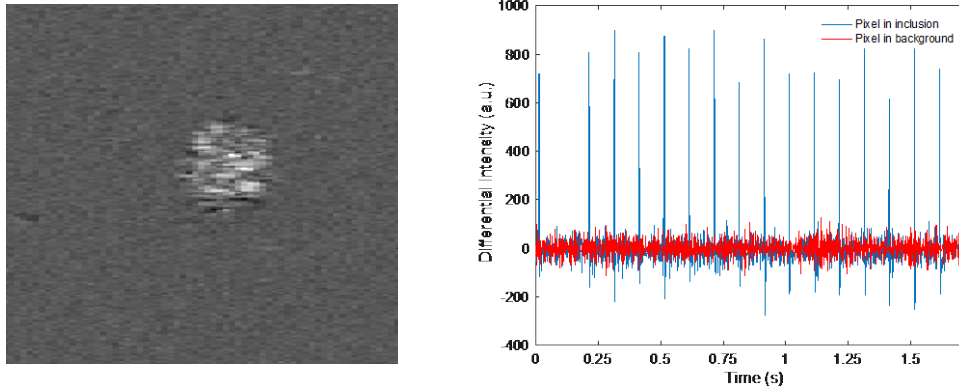 1000
Pixel in inclusion
Pixel in background
800
600
400
200
0
-200
-400
Differential Intensity (a.u.)
0 0.25 0.5 0.75 1 1.25 1.5
Time (s)